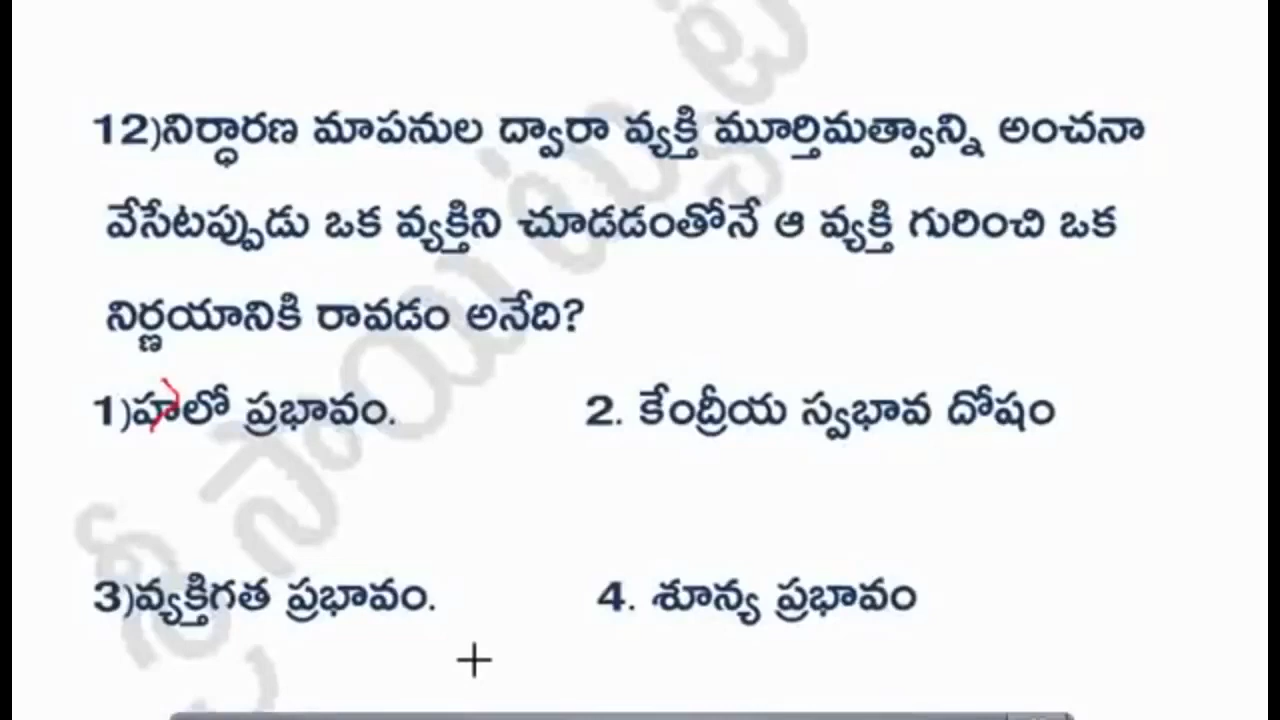 12)నిర్ధారణ మాపనుల ద్వారా వ్యక్తి మూర్తిమత్వాన్ని అంచనా
వేసేటప్పుడు ఒక వ్యక్తిని చూడడంతోనే ఆ వ్యక్తి గురించి ఒక
నిర్ణయానికి రావడం అనేది?
1)హలో ప్రభావం. 2. కేంద్రీయ స్వభావ దోషం
3)వ్యక్తిగత ప్రభావం. 4. శూన్య ప్రభావం